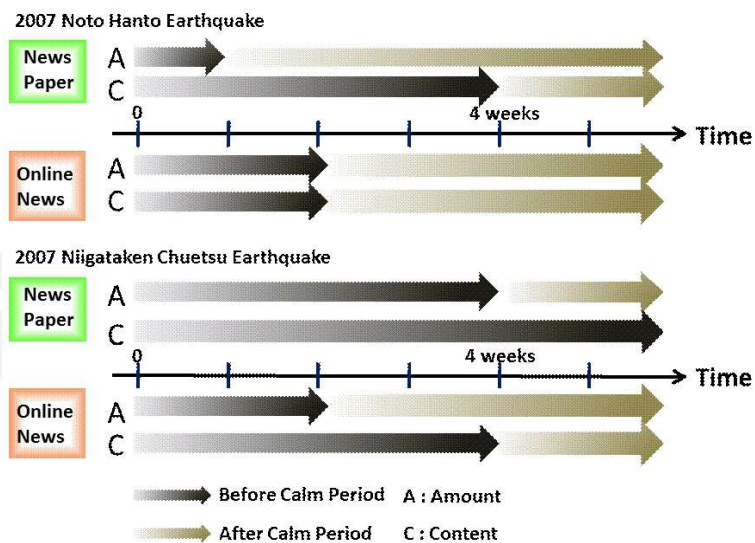 2007 Noto Hanto Earthquake
News
Paper
A
C
0
4 weeks
Time
Online
News
A
C
2007 Niigataken Chuetsu Earthquake
News
Paper
A
C
0
4 weeks
Time
Online
News
A
C
Before Calm Period A : Amount
After Calm Period C : Content